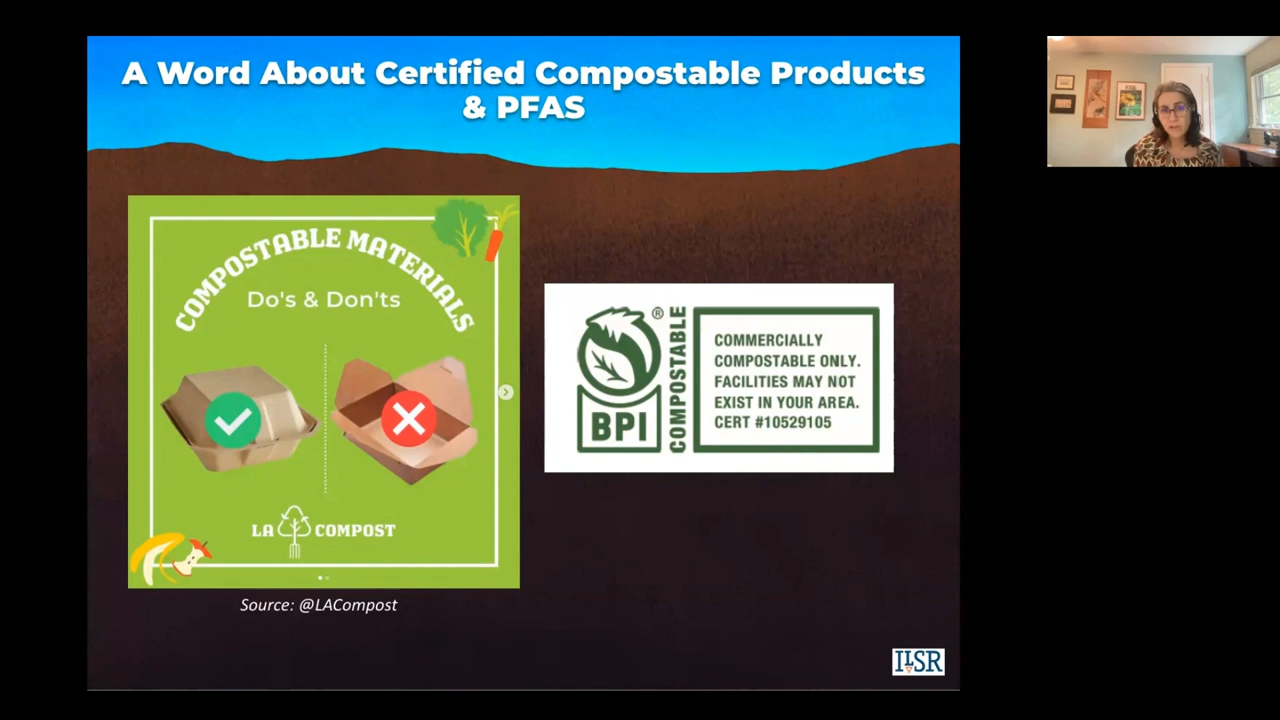 A Word About Certified Compostable Products
& PFAS
COMPOSTABLE MATERIALS
Do's & Don'ts
LA COMPOST
Source: @LACompost
®
BPI
COMPOSTABLE
COMMERCIALLY
COMPOSTABLE ONLY.
FACILITIES MAY NOT
EXIST IN YOUR AREA.
CERT #10529105
ILSR